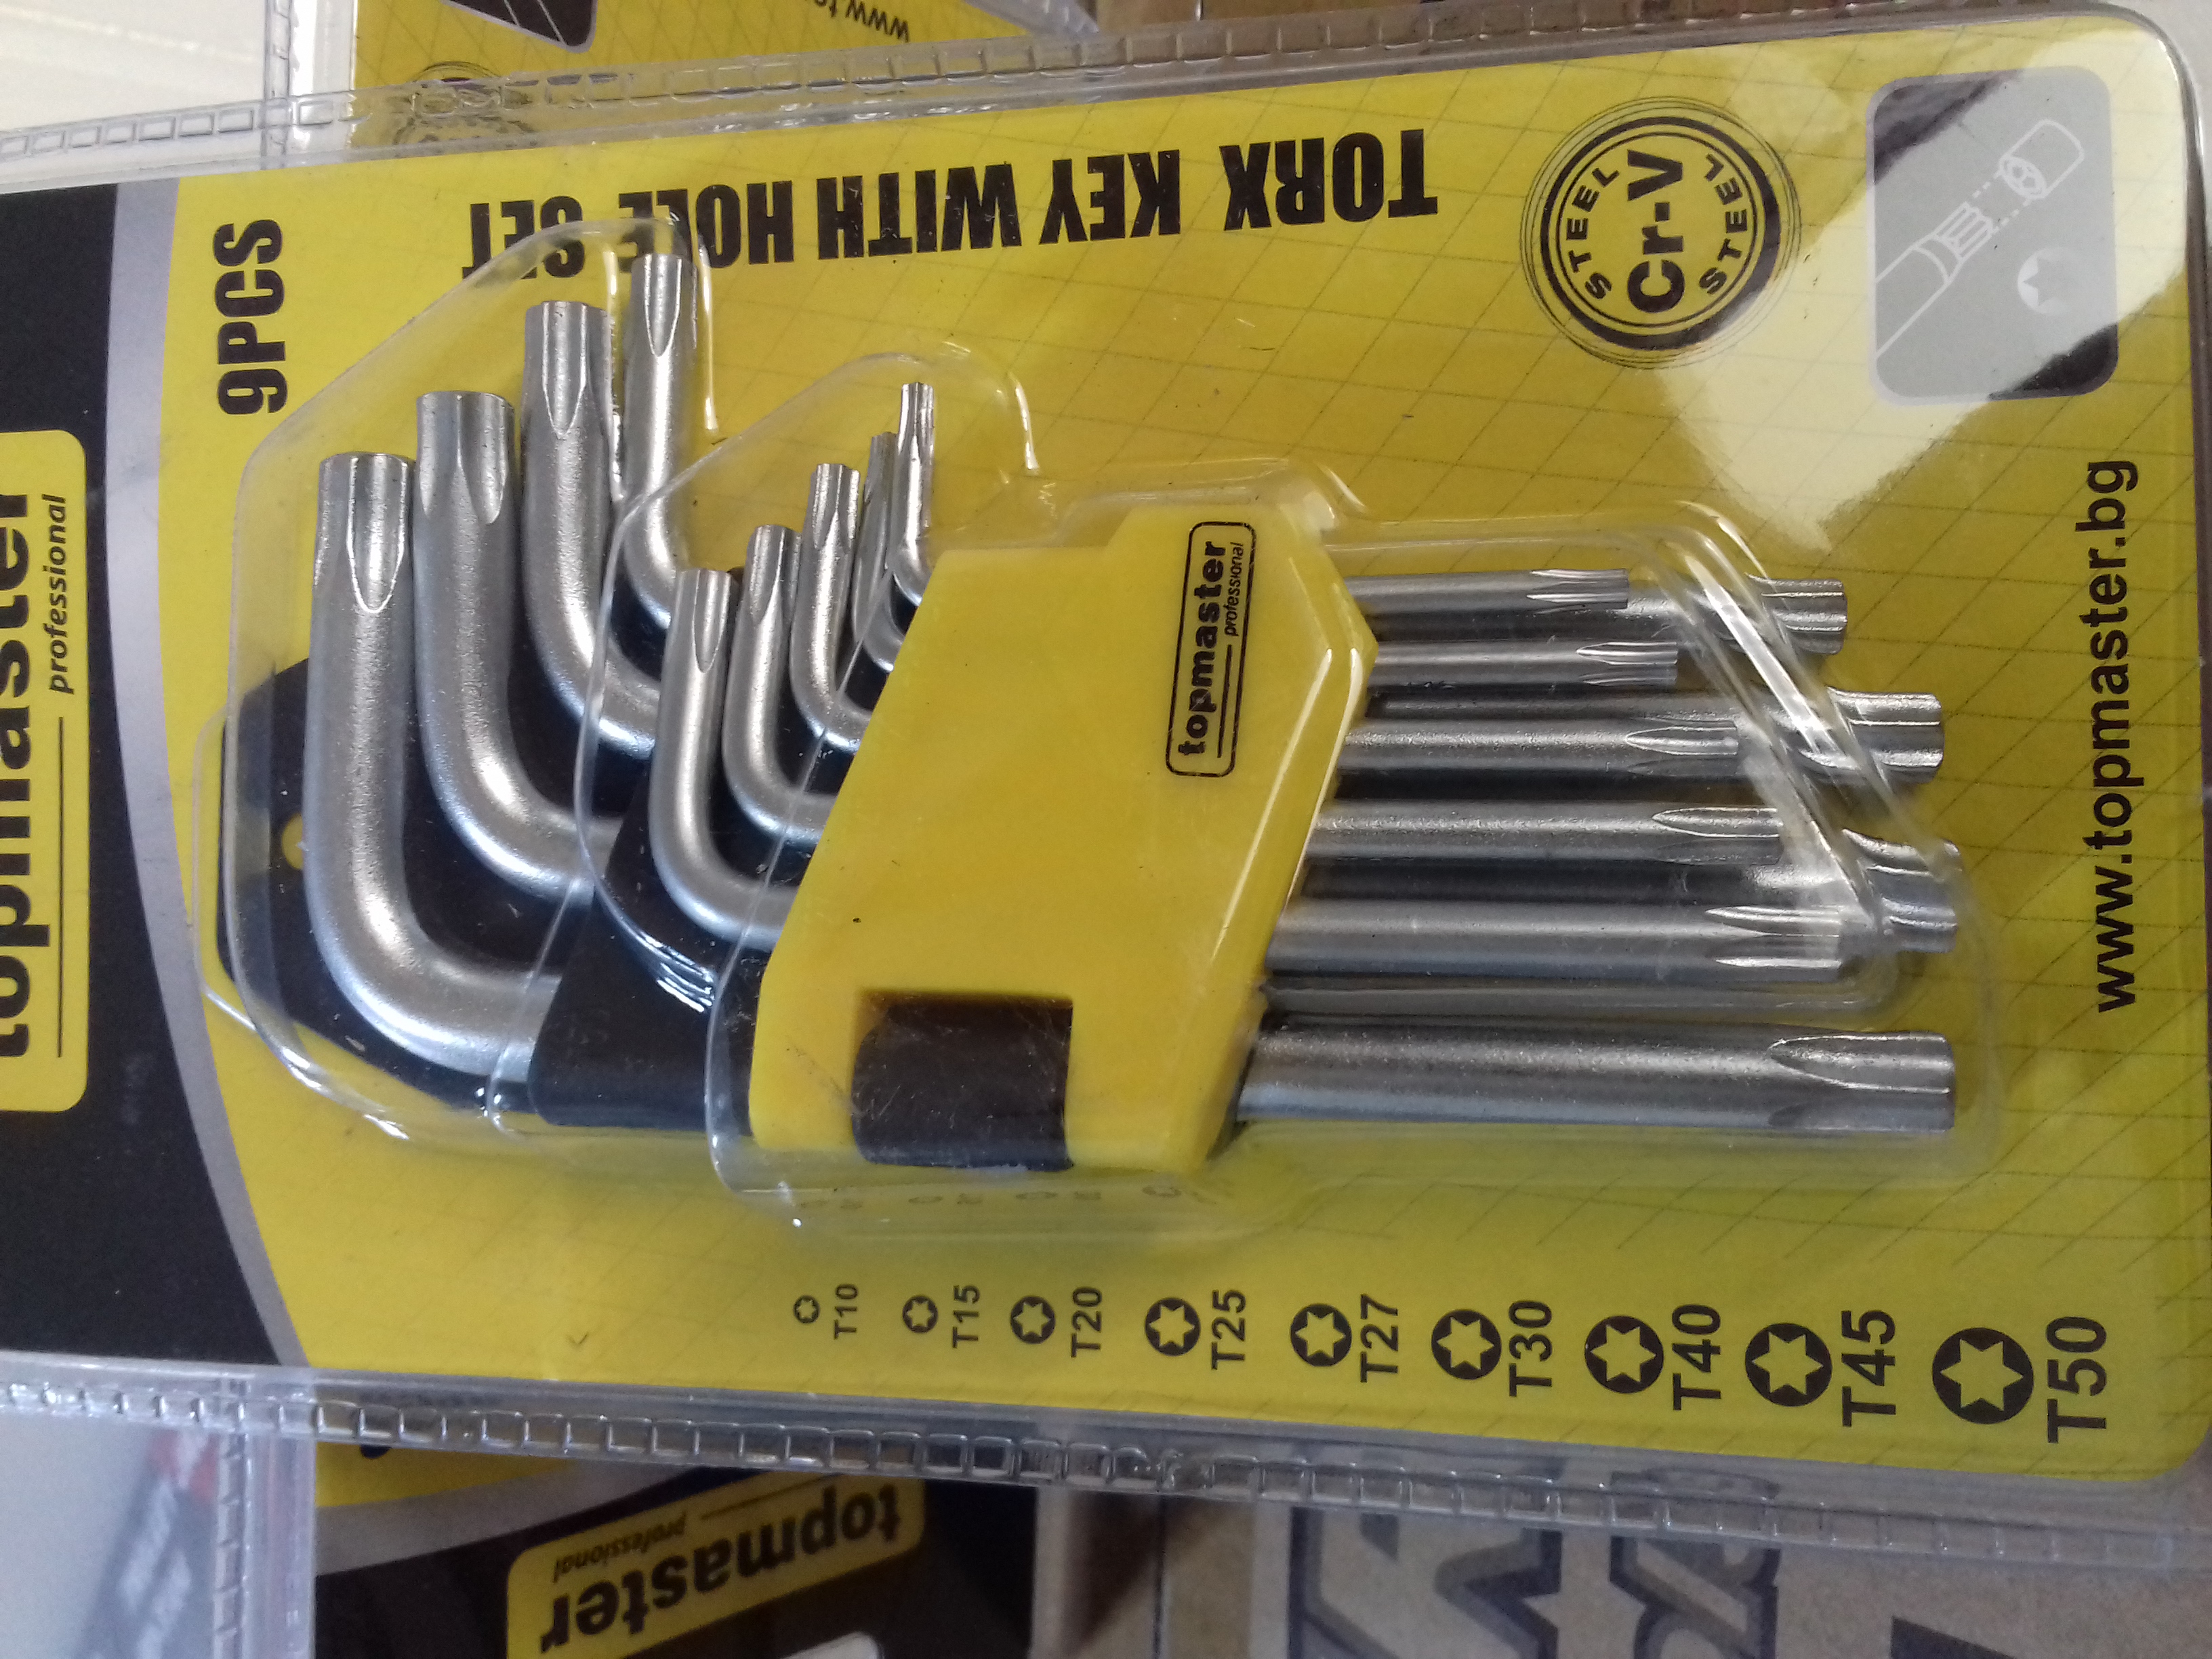 topmaster
professional
9PCS
TORX KEY WITH HOLE SET
STEEL
Cr-V
STEEL
topmaster
professional
www.topmaster.bg
T10
T15
T20
T25
T27
T30
T40
T45
T50
topmaster
professional
www.